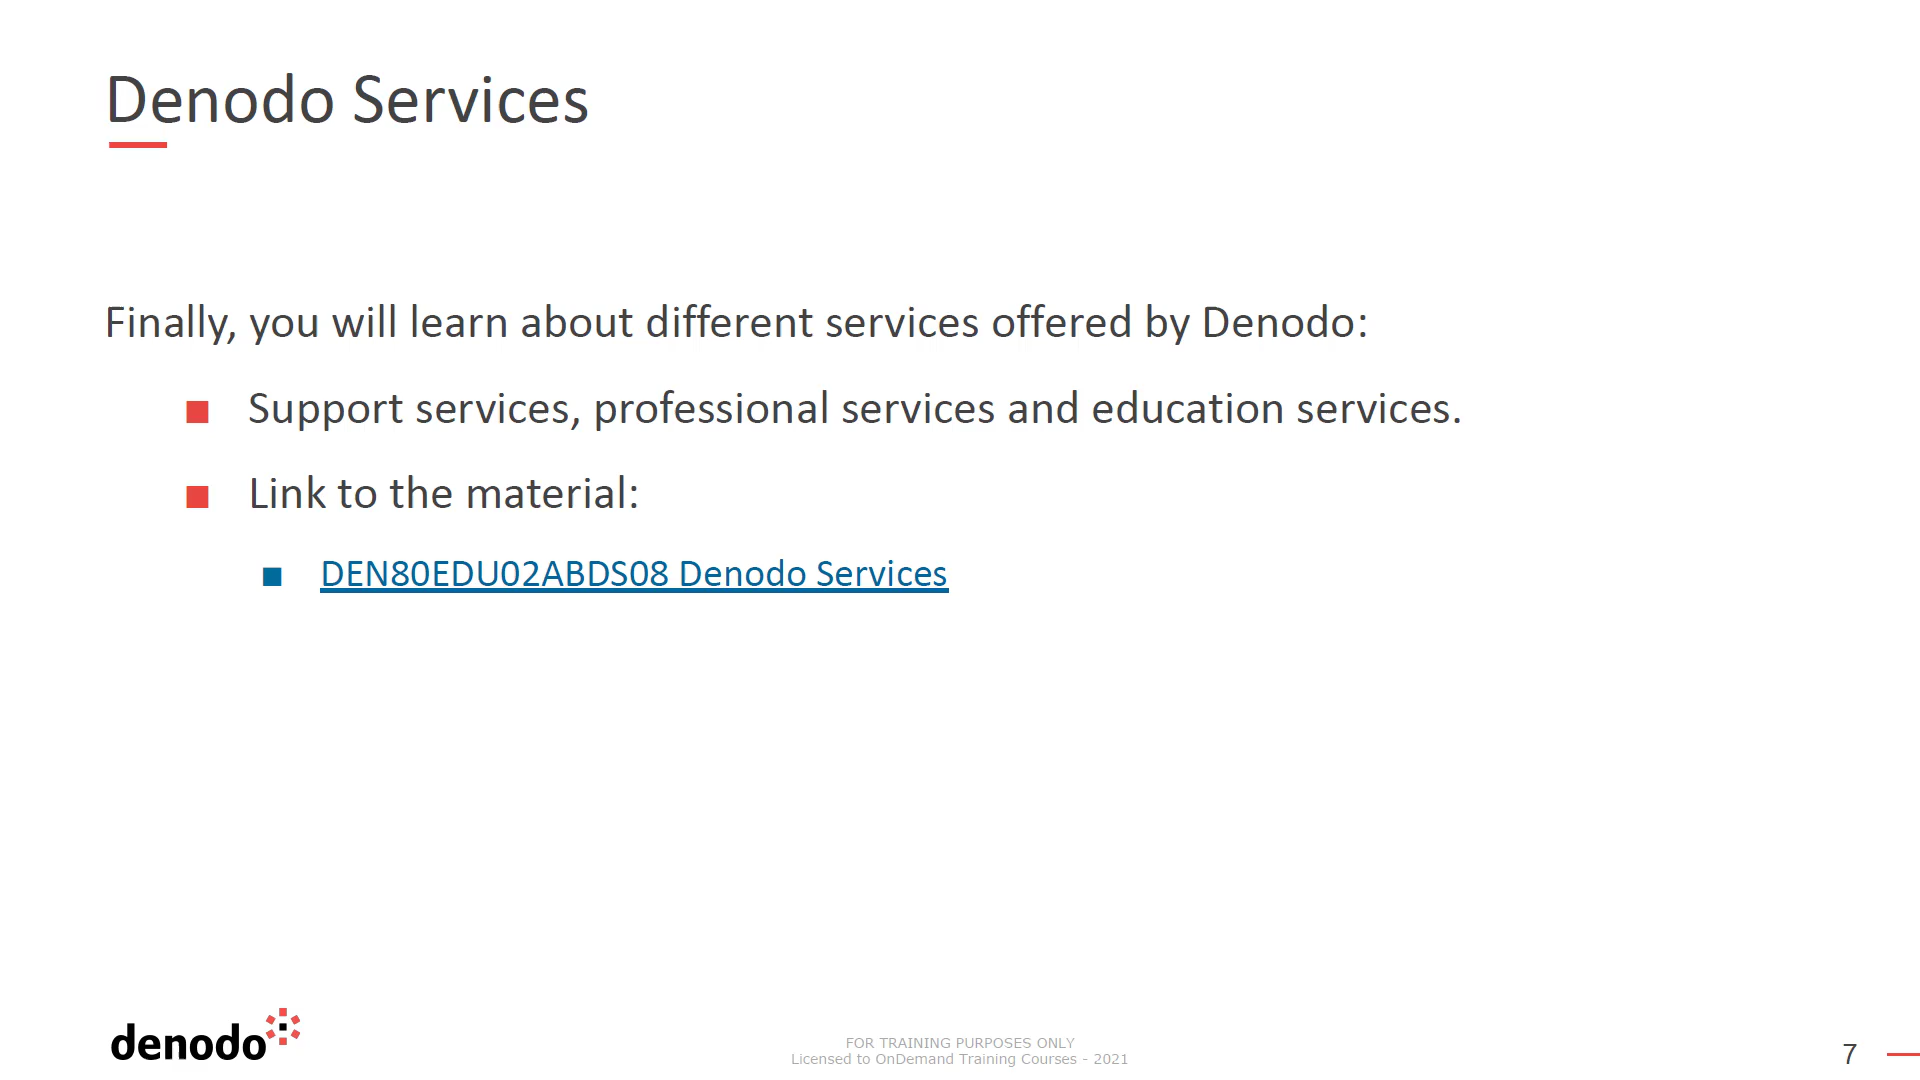 Denodo Services
Finally, you will learn about different services offered by Denodo:
■ Support services, professional services and education services.
■ Link to the material:
■ DEN80EDU02ABDS08 Denodo Services
denodo
FOR TRAINING PURPOSES ONLY
Licensed to OnDemand Training Courses - 2021
7